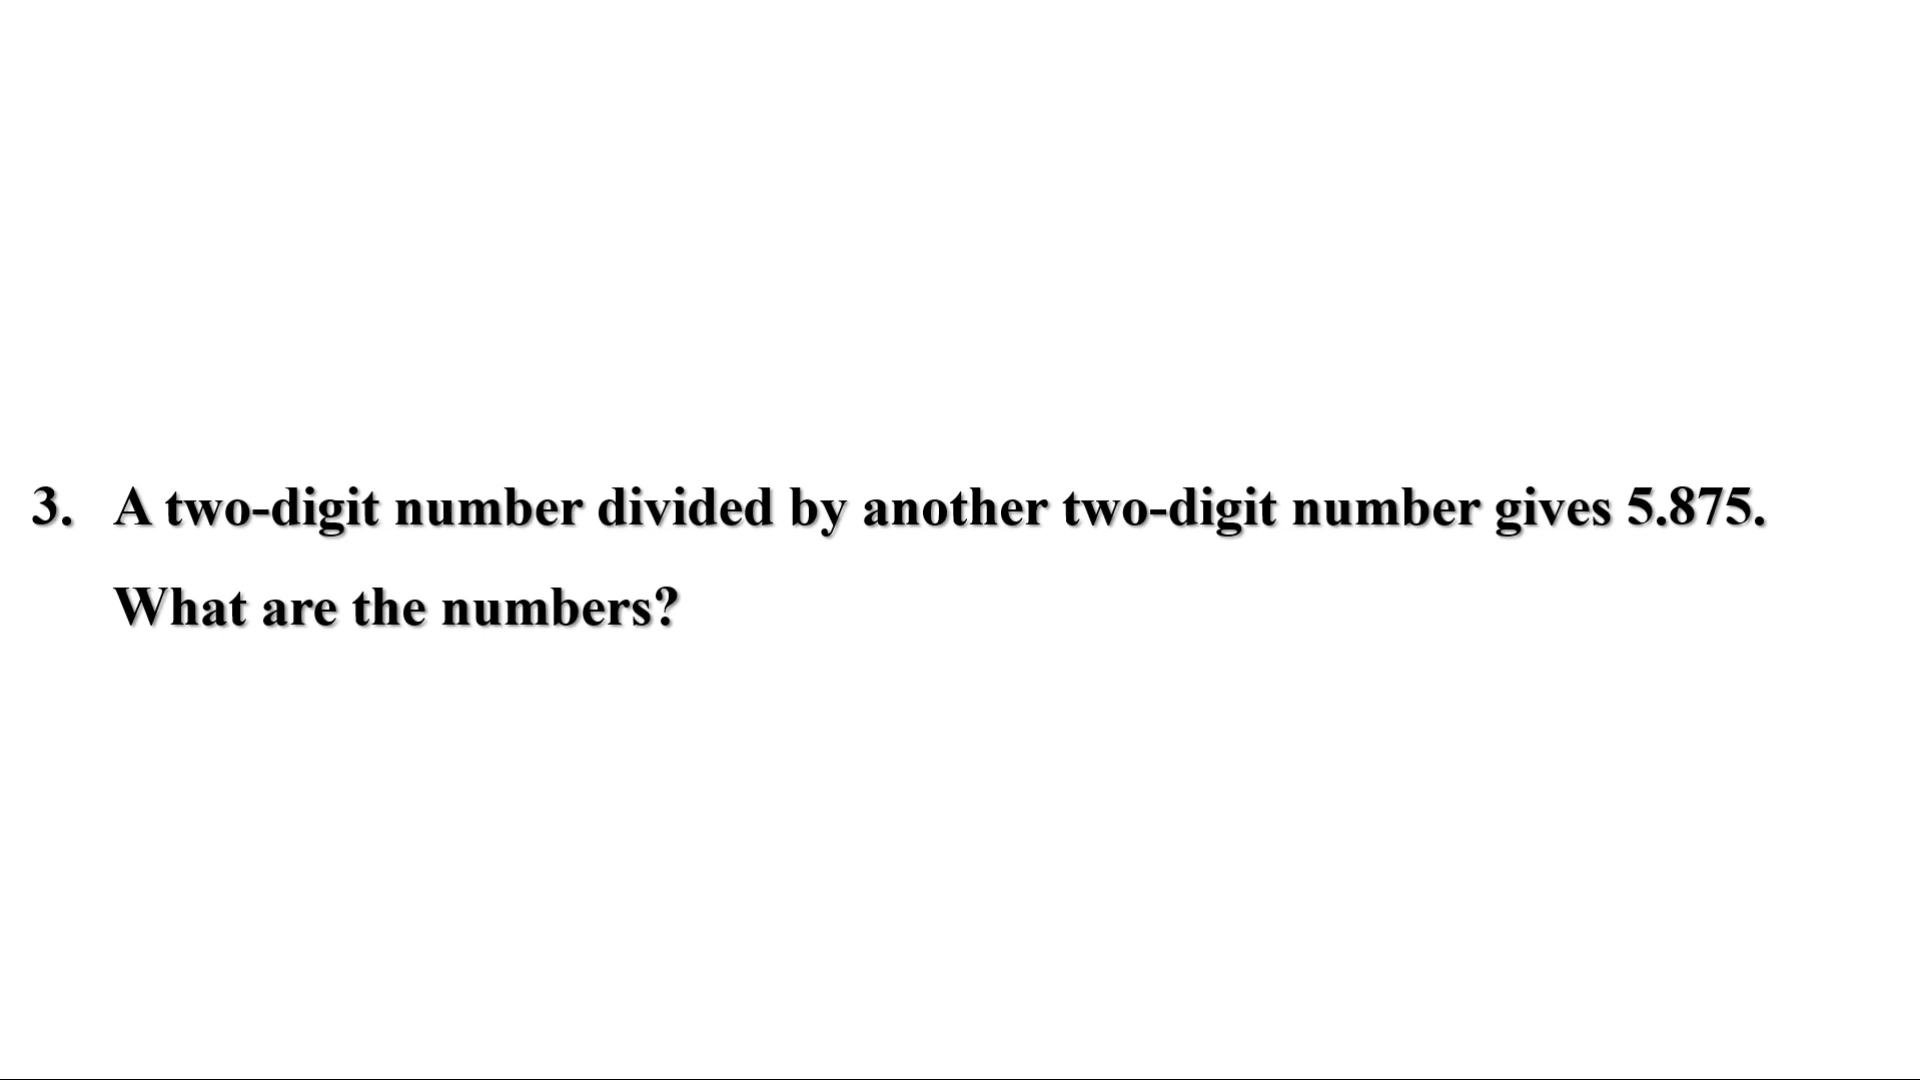 3. A two-digit number divided by another two-digit number gives 5.875.
What are the numbers?